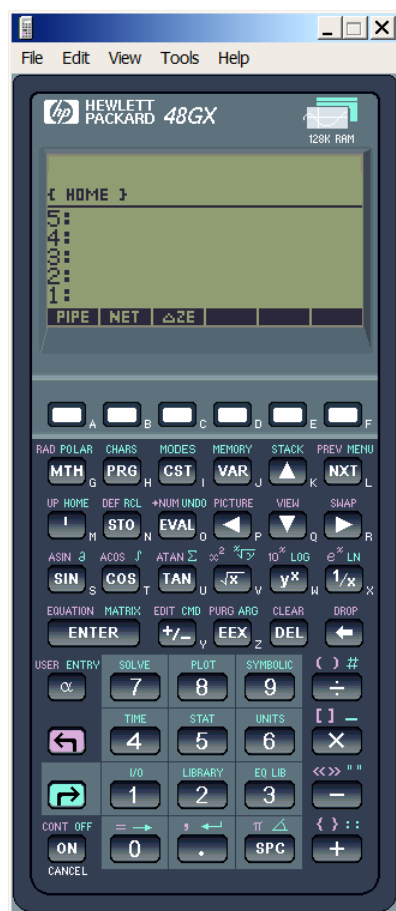 File Edit View Tools Help
hp HEWLETT PACKARD 48GX
128K RAM
{ HOME }
5:
4:
3:
2:
1:
PIPE NET △ZE
A B C D E F
RAD POLAR CHARS MODES MEMORY STACK PREV MENU
MTH G PRG H CST I VAR J ▲ K NXT L
UP HOME DEF RCL →NUM UNDO PICTURE VIEW SWAP
' M STO N EVAL O ◀ P ▼ Q ▶ R
ASIN ∂ ACOS ∫ ATAN Σ x² ˣ√y 10ˣ LOG eˣ LN
SIN S COS T TAN U √x V yˣ W 1/x X
EQUATION MATRIX EDIT CMD PURG ARG CLEAR DROP
ENTER +/− Y EEX Z DEL ←
USER ENTRY SOLVE PLOT SYMBOLIC ( ) #
α 7 8 9 ÷
TIME STAT UNITS [ ] _
4 5 6 ×
I/O LIBRARY EQ LIB «» " "
1 2 3 −
CONT OFF = → , ↵ π ∠ { } : :
ON 0 . SPC +
CANCEL